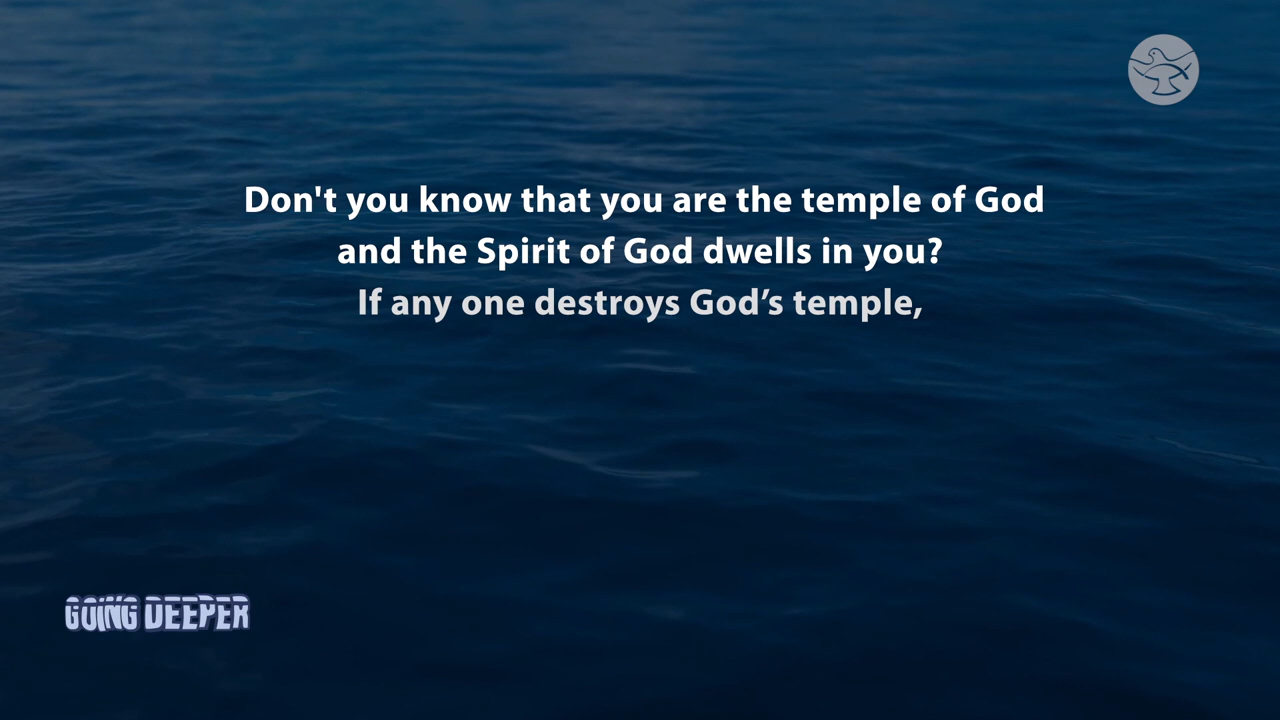 Don't you know that you are the temple of God
and the Spirit of God dwells in you?
If any one destroys God’s temple,
GOING DEEPER